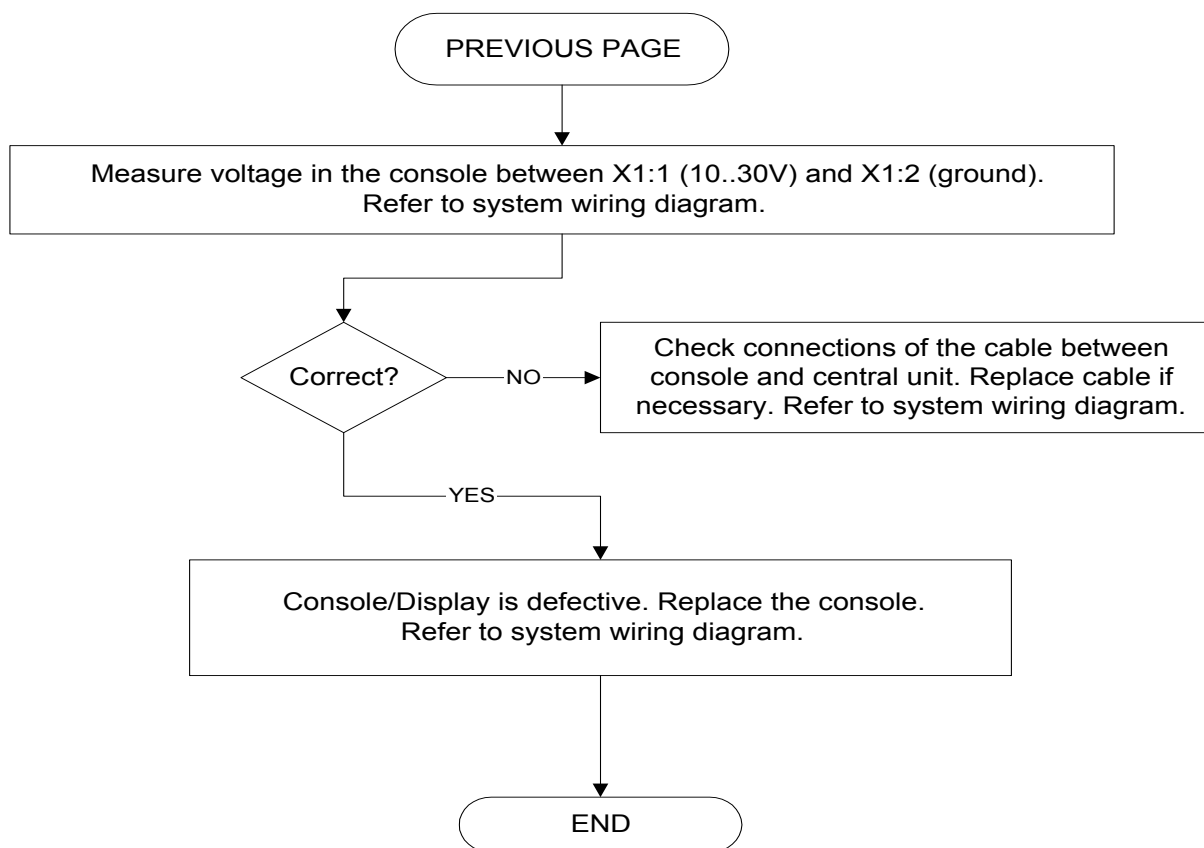 PREVIOUS PAGE
Measure voltage in the console between X1:1 (10..30V) and X1:2 (ground).
Refer to system wiring diagram.
Correct?
NO
Check connections of the cable between
console and central unit. Replace cable if
necessary. Refer to system wiring diagram.
YES
Console/Display is defective. Replace the console.
Refer to system wiring diagram.
END